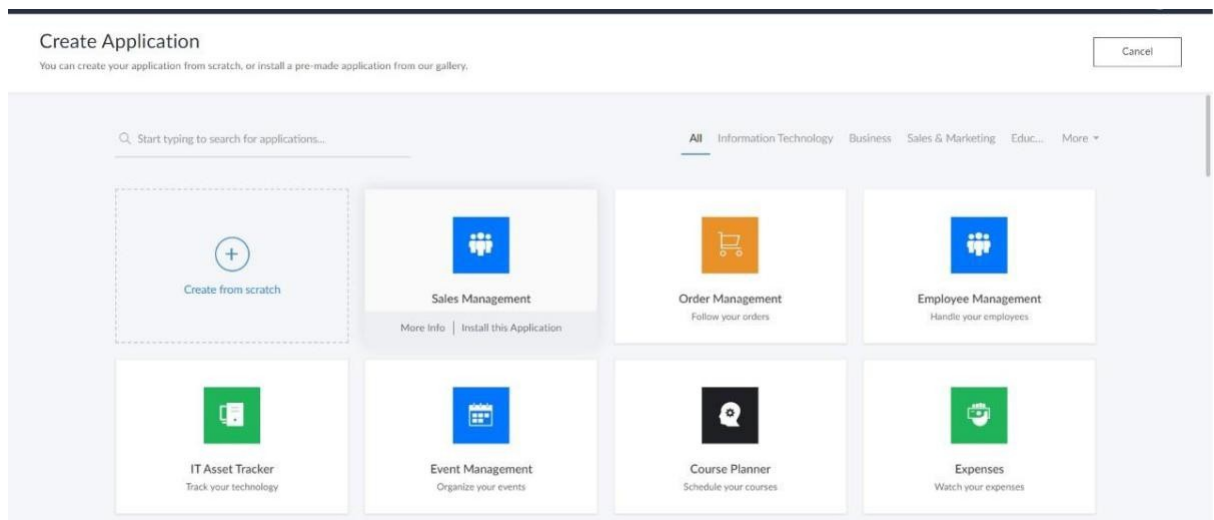 Create Application
Cancel
You can create your application from scratch, or install a pre-made application from our gallery.
Start typing to search for applications...
All Information Technology Business Sales & Marketing Educ... More
Create from scratch
Sales Management
More Info | Install this Application
Order Management
Follow your orders
Employee Management
Handle your employees
IT Asset Tracker
Track your technology
Event Management
Organize your events
Course Planner
Schedule your courses
Expenses
Watch your expenses